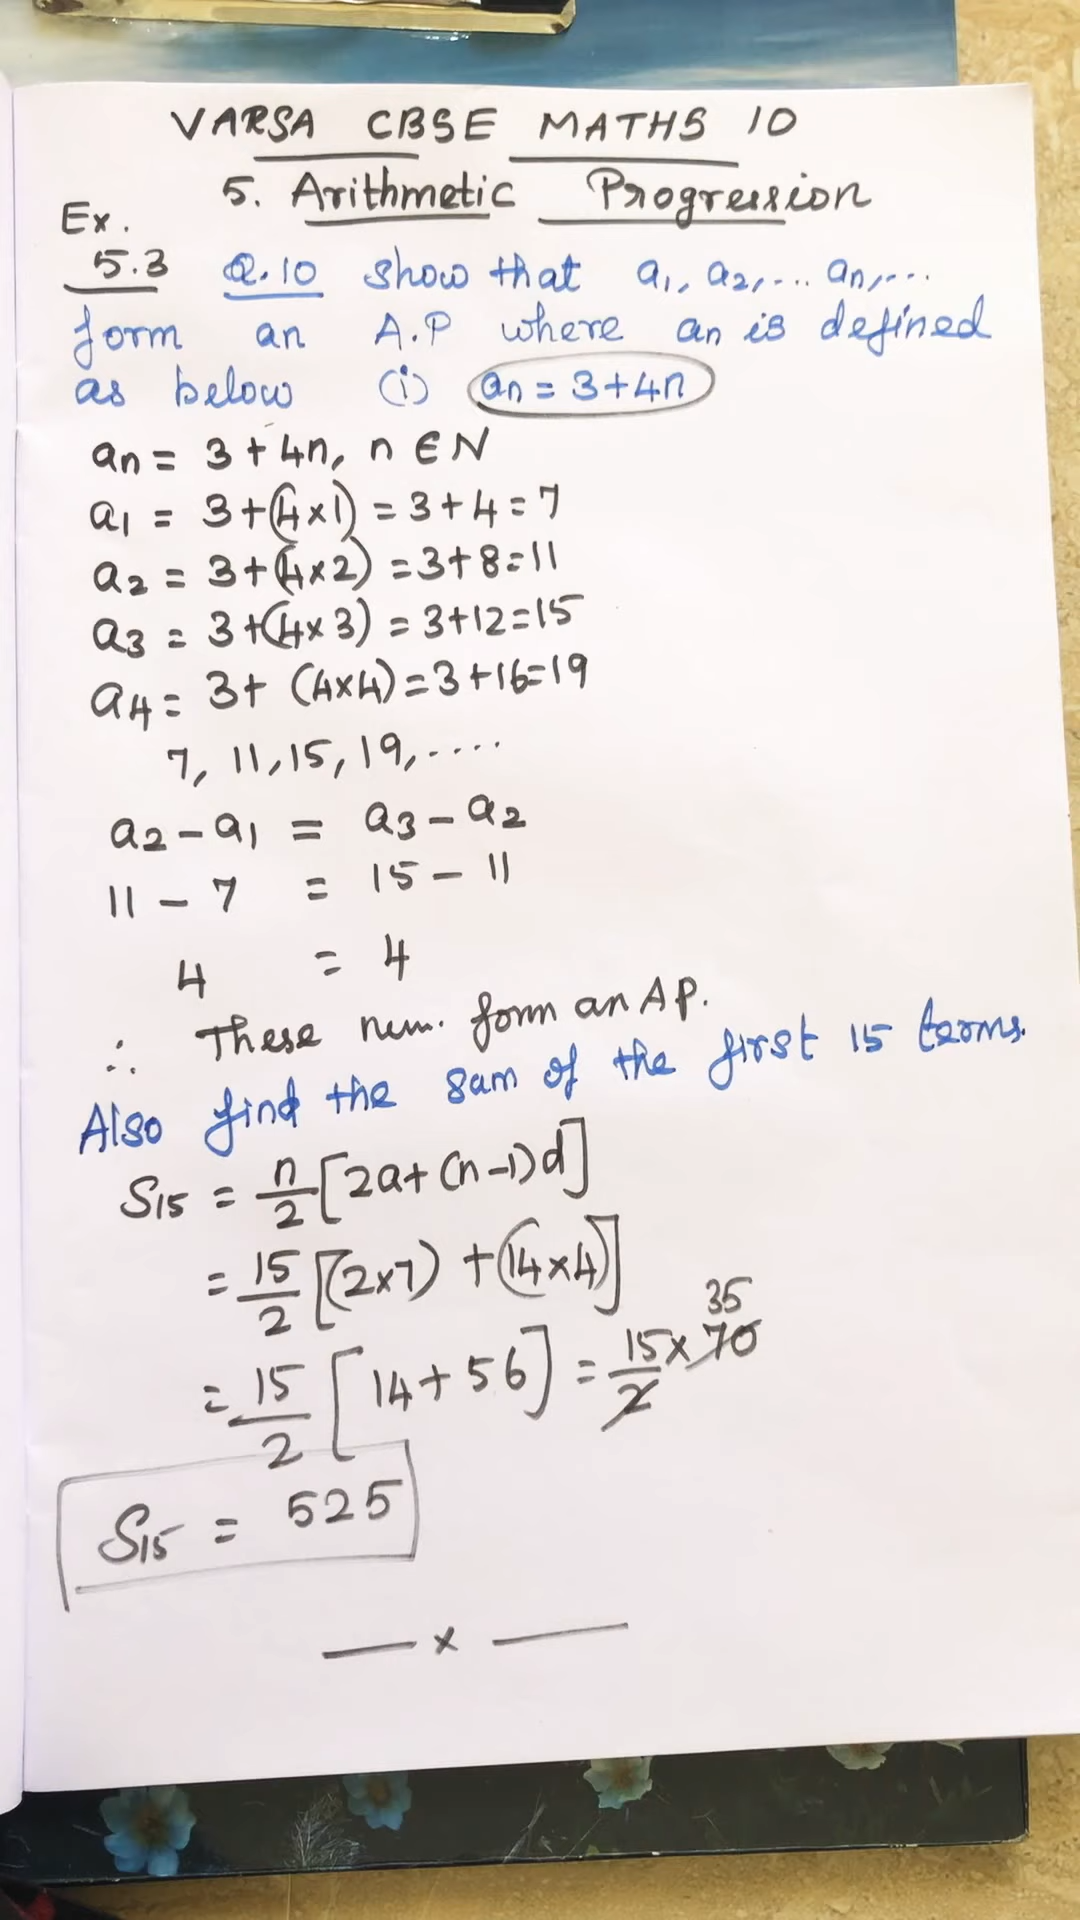 VARSA CBSE MATHS 10
5. Arithmetic Progression
Ex.
5.3 Q.10 show that a₁, a₂,... aₙ,...
form an A.P where aₙ is defined
as below (i) aₙ = 3+4n
aₙ = 3 + 4n, n ∈ N
a₁ = 3+(4×1) = 3+4 = 7
a₂ = 3+(4×2) = 3+8 = 11
a₃ = 3+(4×3) = 3+12 = 15
a₄ = 3+ (4×4) = 3+16 = 19
7, 11, 15, 19, ....
a₂ - a₁ = a₃ - a₂
11 - 7 = 15 - 11
4 = 4
∴ These num. form an AP.
Also find the sum of the first 15 terms.
S₁₅ = n/2 [2a+(n-1)d]
= 15/2 [(2×7) + (14×4)]
= 15/2 [14+56] = 15/2 × 70 35
S₁₅ = 525
— × —